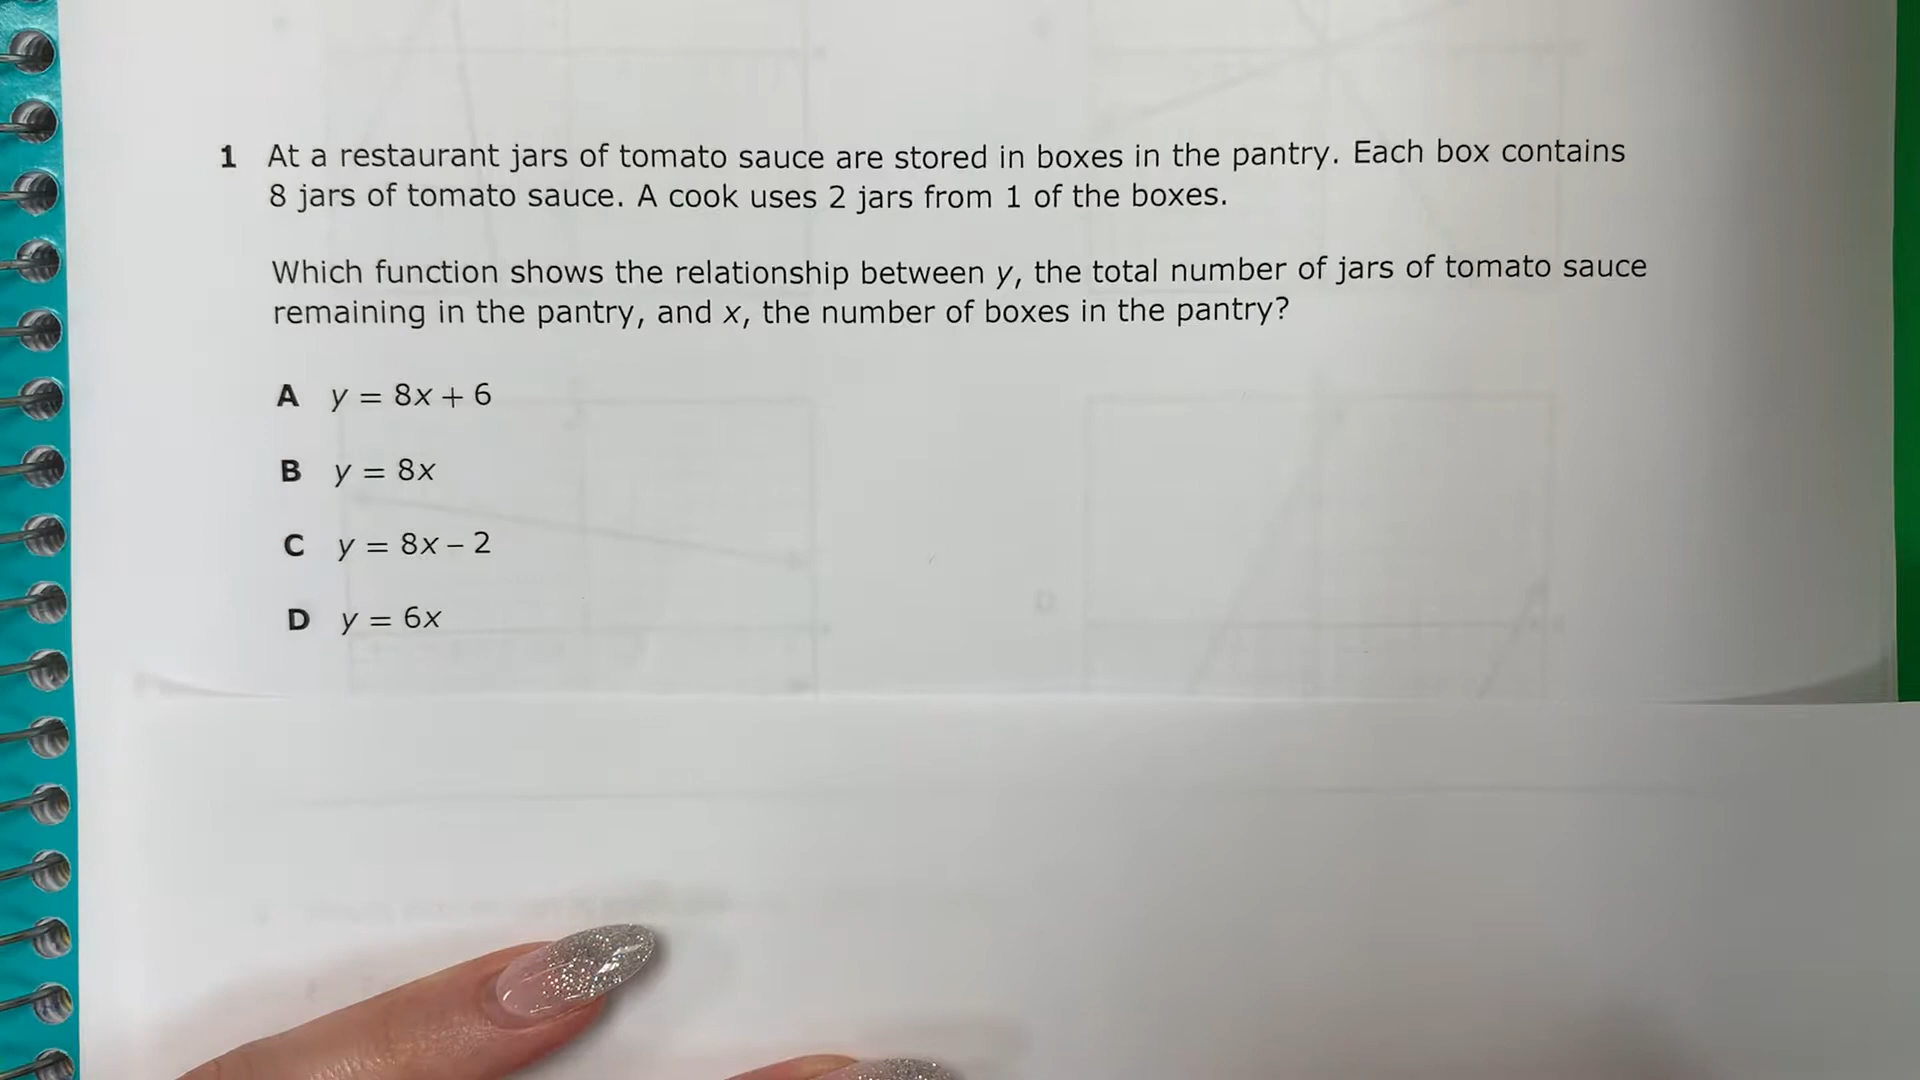 1 At a restaurant jars of tomato sauce are stored in boxes in the pantry. Each box contains
8 jars of tomato sauce. A cook uses 2 jars from 1 of the boxes.
Which function shows the relationship between y, the total number of jars of tomato sauce
remaining in the pantry, and x, the number of boxes in the pantry?
A y = 8x + 6
B y = 8x
C y = 8x – 2
D y = 6x